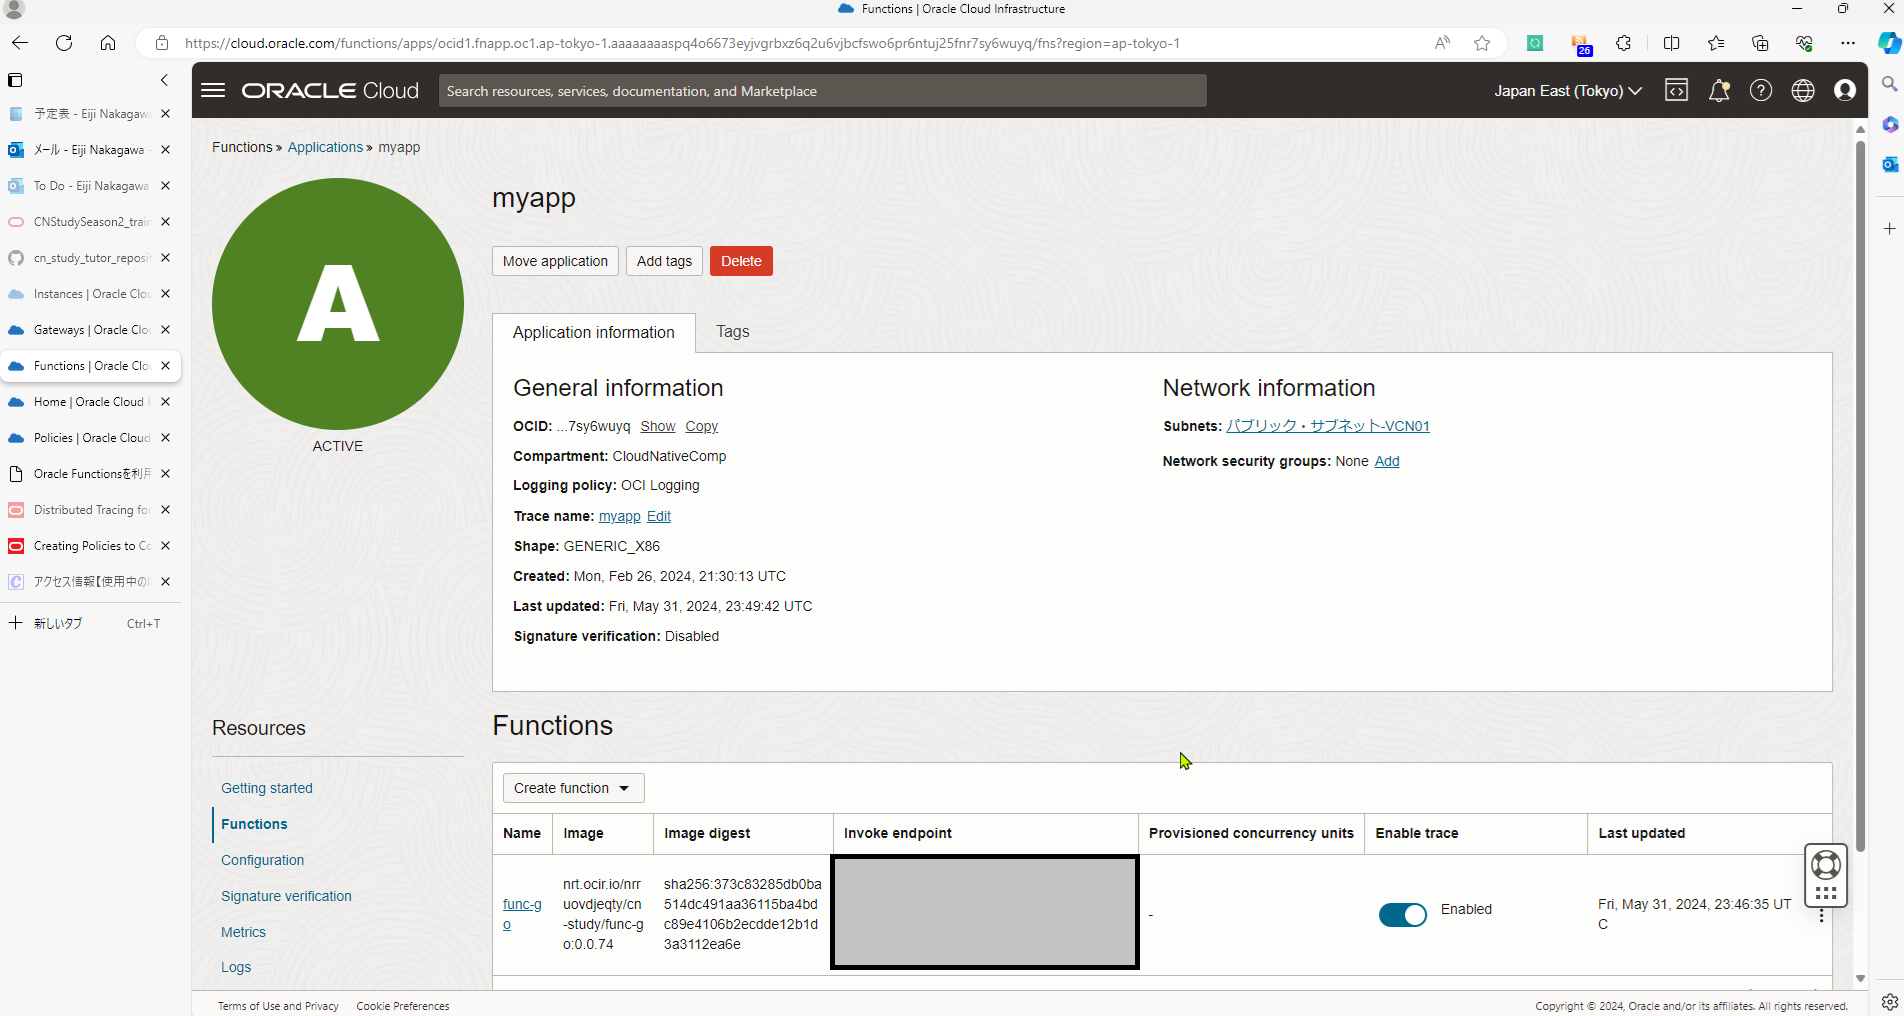 Functions | Oracle Cloud Infrastructure
https://cloud.oracle.com/functions/apps/ocid1.fnapp.oc1.ap-tokyo-1.aaaaaaaaspq4o6673eyjvgrbxz6q2u6vjbcfswo6pr6ntuj25fnr7sy6wuyq/fns?region=ap-tokyo-1
26
予定表 - Eiji Nakagawa
メール - Eiji Nakagawa -
To Do - Eiji Nakagawa
CNStudySeason2_train
cn_study_tutor_reposit
Instances | Oracle Clou
Gateways | Oracle Clo
Functions | Oracle Clo
Home | Oracle Cloud I
Policies | Oracle Cloud
Oracle Functionsを利用
Distributed Tracing for
Creating Policies to Co
アクセス情報【使用中の
新しいタブ Ctrl+T
ORACLE Cloud
Search resources, services, documentation, and Marketplace
Japan East (Tokyo)
Functions » Applications » myapp
A
ACTIVE
myapp
Move application
Add tags
Delete
Application information
Tags
General information
OCID: ...7sy6wuyq Show Copy
Compartment: CloudNativeComp
Logging policy: OCI Logging
Trace name: myapp Edit
Shape: GENERIC_X86
Created: Mon, Feb 26, 2024, 21:30:13 UTC
Last updated: Fri, May 31, 2024, 23:49:42 UTC
Signature verification: Disabled
Network information
Subnets: パブリック・サブネット-VCN01
Network security groups: None Add
Resources
Getting started
Functions
Configuration
Signature verification
Metrics
Logs
Functions
Create function
Name Image Image digest Invoke endpoint Provisioned concurrency units Enable trace Last updated
func-g
o
nrt.ocir.io/nrr
uovdjeqty/cn
-study/func-g
o:0.0.74
sha256:373c83285db0ba
514dc491aa36115ba4bd
c89e4106b2ecdde12b1d
3a3112ea6e
-
Enabled
Fri, May 31, 2024, 23:46:35 UT
C
Terms of Use and Privacy Cookie Preferences
Copyright © 2024, Oracle and/or its affiliates. All rights reserved.